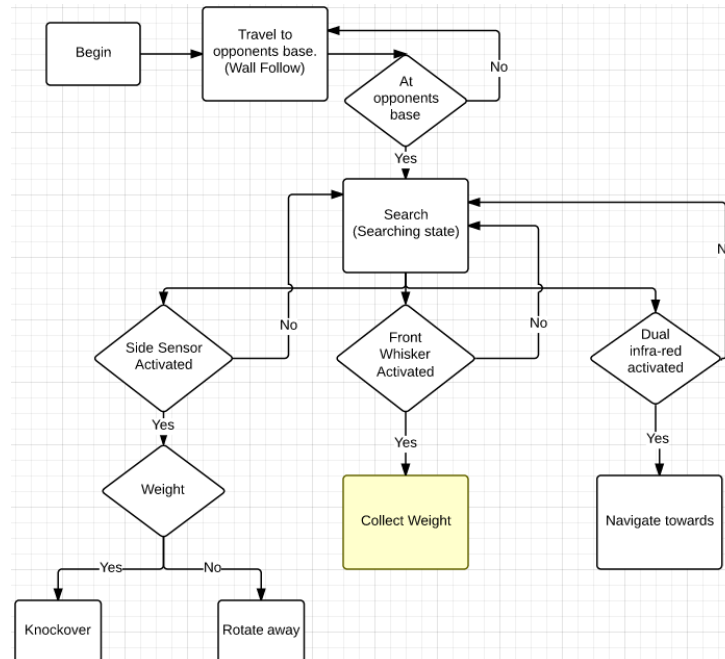 Begin
Travel to
opponents base.
(Wall Follow)
No
At
opponents
base
Yes
Search
(Searching state)
No
No
Side Sensor
Activated
Front
Whisker
Activated
Dual
infra-red
activated
Yes
Yes
Yes
Weight
Collect Weight
Navigate towards
Yes
No
Knockover
Rotate away